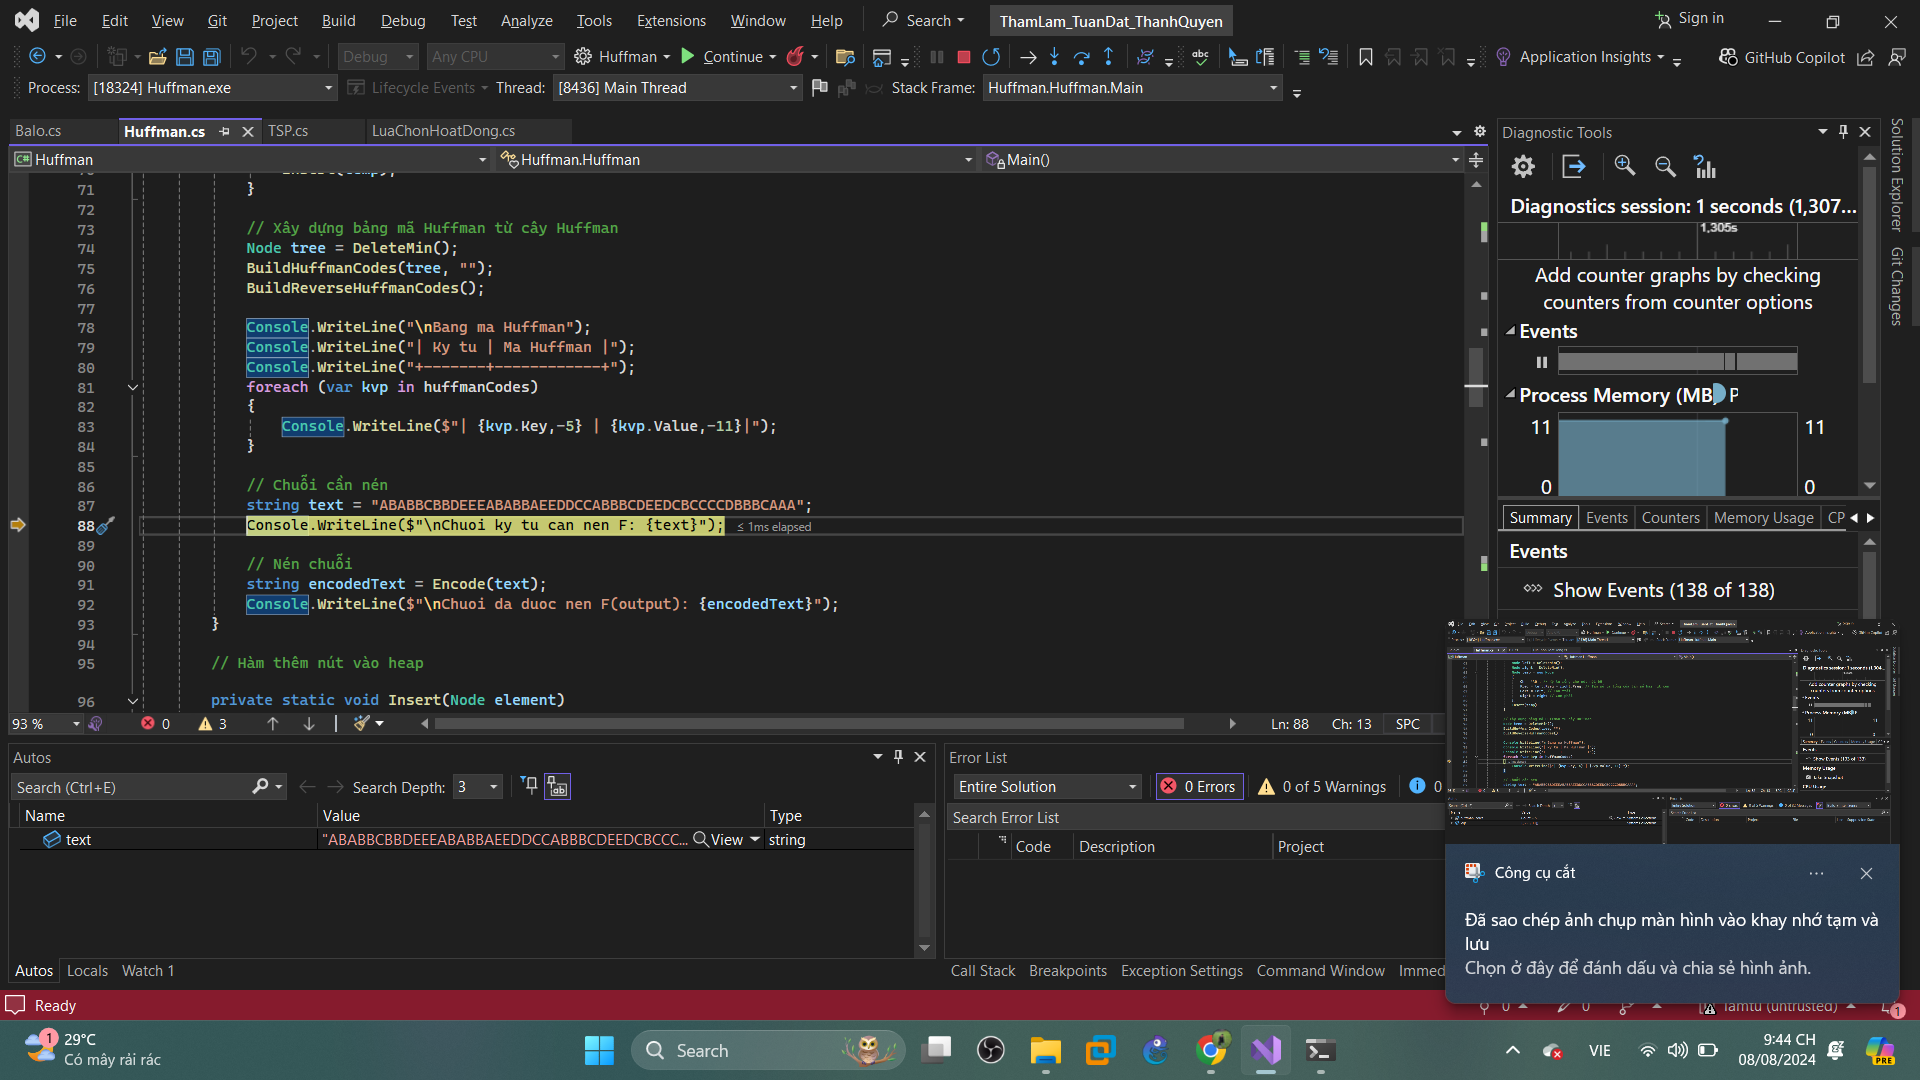 File Edit View Git Project Build Debug Test Analyze Tools Extensions Window Help Search ThamLam_TuanDat_ThanhQuyen Sign in
Debug Any CPU Huffman Continue Application Insights GitHub Copilot
Process: [18324] Huffman.exe Lifecycle Events Thread: [8436] Main Thread Stack Frame: Huffman.Huffman.Main
Balo.cs Huffman.cs TSP.cs LuaChonHoatDong.cs
Huffman Huffman.Huffman Main()
71 }
72
73 // Xây dựng bảng mã Huffman từ cây Huffman
74 Node tree = DeleteMin();
75 BuildHuffmanCodes(tree, "");
76 BuildReverseHuffmanCodes();
77
78 Console.WriteLine("\nBang ma Huffman");
79 Console.WriteLine("| Ky tu | Ma Huffman |");
80 Console.WriteLine("+-------+------------+");
81 foreach (var kvp in huffmanCodes)
82 {
83 Console.WriteLine($"| {kvp.Key,-5} | {kvp.Value,-11}|");
84 }
85
86 // Chuỗi cần nén
87 string text = "ABABBCBBDEEEABABBAEEDDCCABBBCDEEDCBCCCCDBBBCAAA";
88 Console.WriteLine($"\nChuoi ky tu can nen F: {text}"); ≤ 1ms elapsed
89
90 // Nén chuỗi
91 string encodedText = Encode(text);
92 Console.WriteLine($"\nChuoi da duoc nen F(output): {encodedText}");
93 }
94
95 // Hàm thêm nút vào heap
96 private static void Insert(Node element)
93 % 0 3 Ln: 88 Ch: 13 SPC
Diagnostic Tools
Diagnostics session: 1 seconds (1,307...
1,305s
Add counter graphs by checking
counters from counter options
Events
Process Memory (MB) P
11 11
0 0
Summary Events Counters Memory Usage CP
Events
Show Events (138 of 138)
Solution Explorer
Git Changes
Autos
Search (Ctrl+E) Search Depth: 3
Name Value Type
text "ABABBCBBDEEEABABBAEEDDCCABBBCDEEDCBCCC... View string
Autos Locals Watch 1
Error List
Entire Solution 0 Errors 0 of 5 Warnings 0
Search Error List
Code Description Project
Call Stack Breakpoints Exception Settings Command Window Immed
Công cụ cắt
Đã sao chép ảnh chụp màn hình vào khay nhớ tạm và
lưu
Chọn ở đây để đánh dấu và chia sẻ hình ảnh.
Ready 0 0 (untrusted) 1
1 29°C
Có mây rải rác
Search
VIE
9:44 CH
08/08/2024
PRE